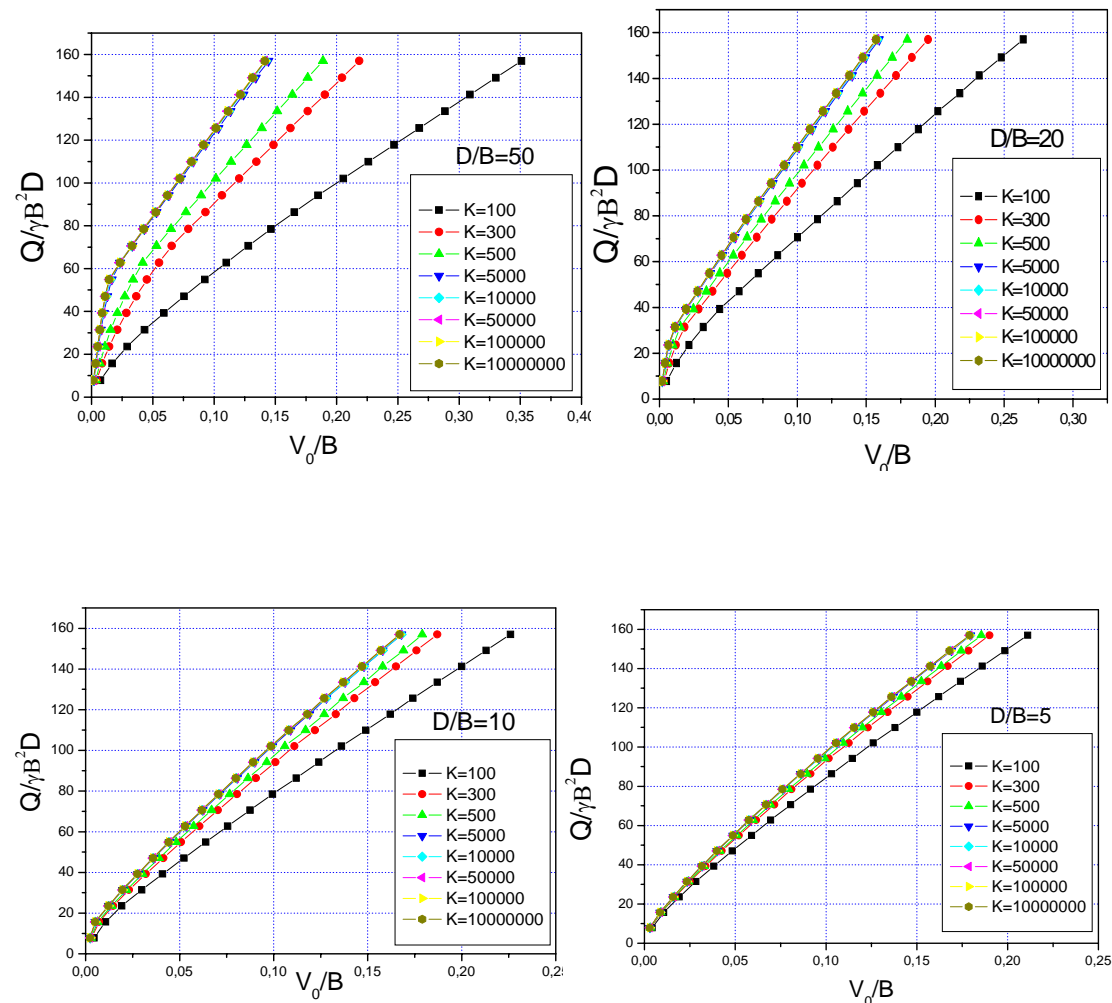 160
140
120
100
80
60
40
20
0
Q/γB²D
D/B=50
K=100
K=300
K=500
K=5000
K=10000
K=50000
K=100000
K=10000000
0,00 0,05 0,10 0,15 0,20 0,25 0,30 0,35 0,40
V₀/B
160
140
120
100
80
60
40
20
0
Q/γB²D
D/B=20
K=100
K=300
K=500
K=5000
K=10000
K=50000
K=100000
K=10000000
0,00 0,05 0,10 0,15 0,20 0,25 0,30
V₀/B
160
140
120
100
80
60
40
20
0
Q/γB²D
D/B=10
K=100
K=300
K=500
K=5000
K=10000
K=50000
K=100000
K=10000000
0,00 0,05 0,10 0,15 0,20 0,25
V₀/B
160
140
120
100
80
60
40
20
0
Q/γB²D
D/B=5
K=100
K=300
K=500
K=5000
K=10000
K=50000
K=100000
K=10000000
0,00 0,05 0,10 0,15 0,20 0,25
V₀/B